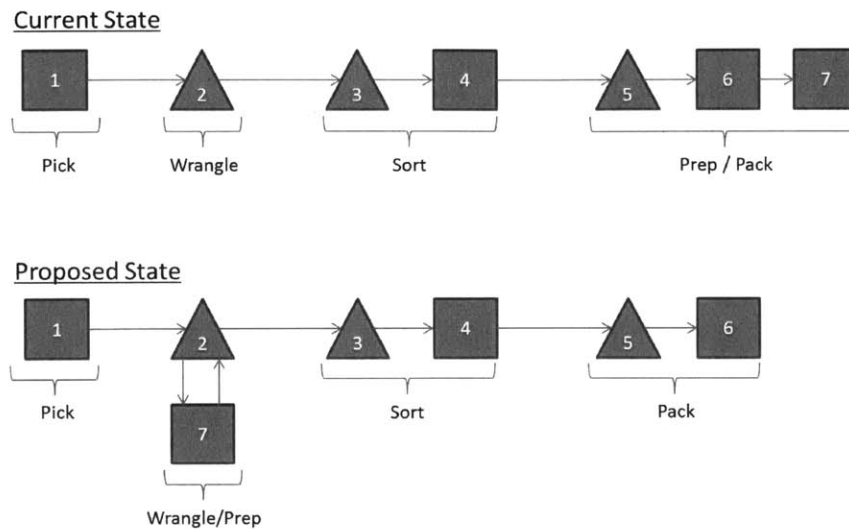 Current State
1 2 3 4 5 6 7
Pick Wrangle Sort Prep / Pack
Proposed State
1 2 3 4 5 6
Pick Sort Pack
7
Wrangle/Prep